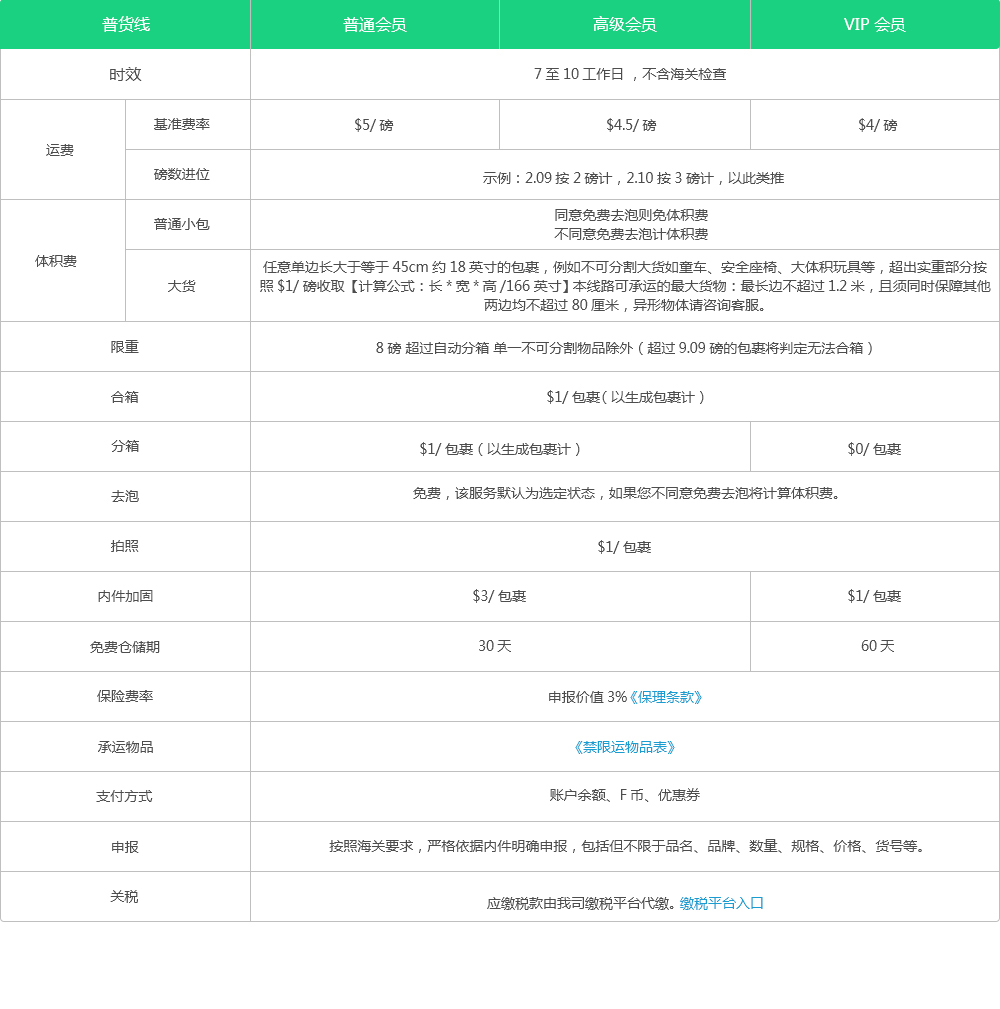 普货线 普通会员 高级会员 VIP 会员
时效 7 至 10 工作日 ，不含海关检查
运费 基准费率 $5/ 磅 $4.5/ 磅 $4/ 磅
磅数进位 示例：2.09 按 2 磅计，2.10 按 3 磅计，以此类推
体积费 普通小包 同意免费去泡则免体积费
不同意免费去泡计体积费
大货 任意单边长大于等于 45cm 约 18 英寸的包裹，例如不可分割大货如童车、安全座椅、大体积玩具等，超出实重部分按
照 $1/ 磅收取【计算公式：长 * 宽 * 高 /166 英寸】本线路可承运的最大货物：最长边不超过 1.2 米，且须同时保障其他
两边均不超过 80 厘米，异形物体请咨询客服。
限重 8 磅 超过自动分箱 单一不可分割物品除外（超过 9.09 磅的包裹将判定无法合箱）
合箱 $1/ 包裹（以生成包裹计）
分箱 $1/ 包裹（以生成包裹计） $0/ 包裹
去泡 免费，该服务默认为选定状态，如果您不同意免费去泡将计算体积费。
拍照 $1/ 包裹
内件加固 $3/ 包裹 $1/ 包裹
免费仓储期 30 天 60 天
保险费率 申报价值 3%《保理条款》
承运物品 《禁限运物品表》
支付方式 账户余额、F 币、优惠券
申报 按照海关要求，严格依据内件明确申报，包括但不限于品名、品牌、数量、规格、价格、货号等。
关税 应缴税款由我司缴税平台代缴。缴税平台入口